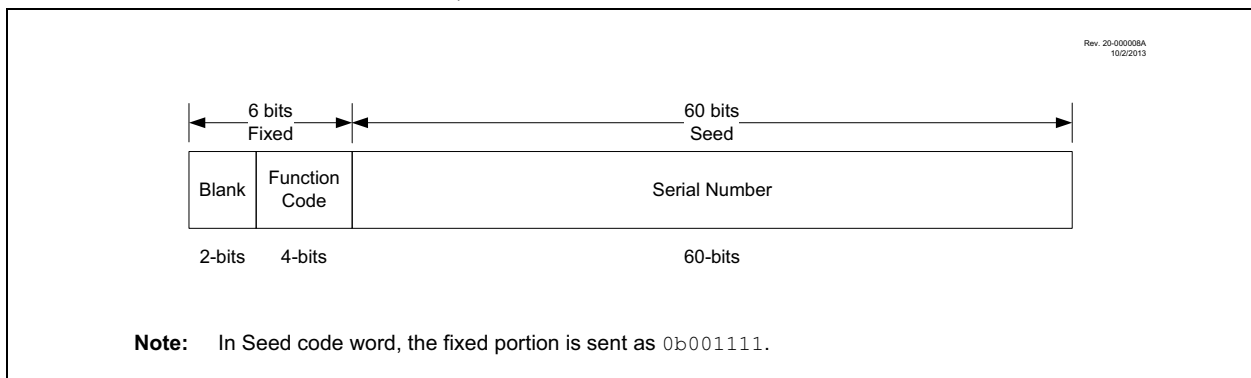 Rev. 20-000008A
10/2/2013
6 bits
Fixed
60 bits
Seed
Blank
Function
Code
Serial Number
2-bits
4-bits
60-bits
Note: In Seed code word, the fixed portion is sent as 0b001111.